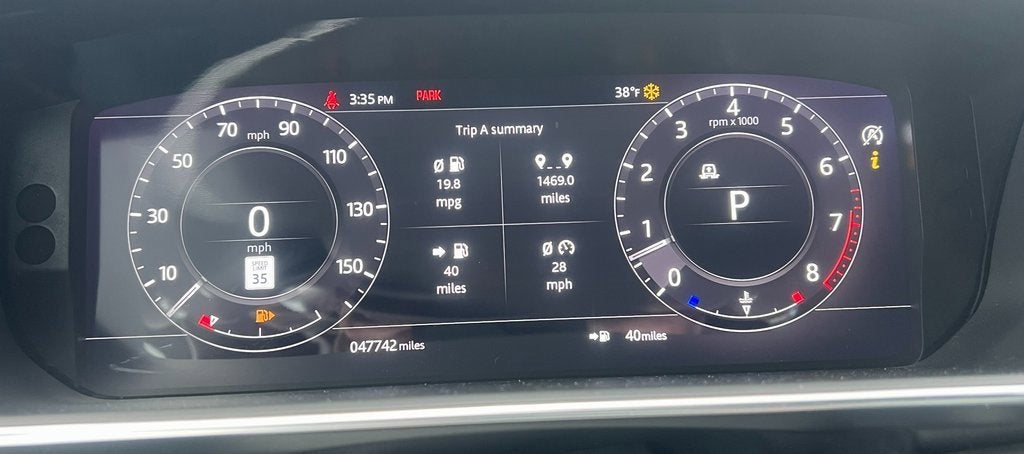 3:35 PM
PARK
38°F
Trip A summary
19.8
mpg
1469.0
miles
40
miles
28
mph
10
30
50
70
90
110
130
150
mph
0
mph
SPEED
LIMIT
35
0
1
2
3
4
5
6
7
8
rpm x 1000
P
i
047742 miles
40 miles